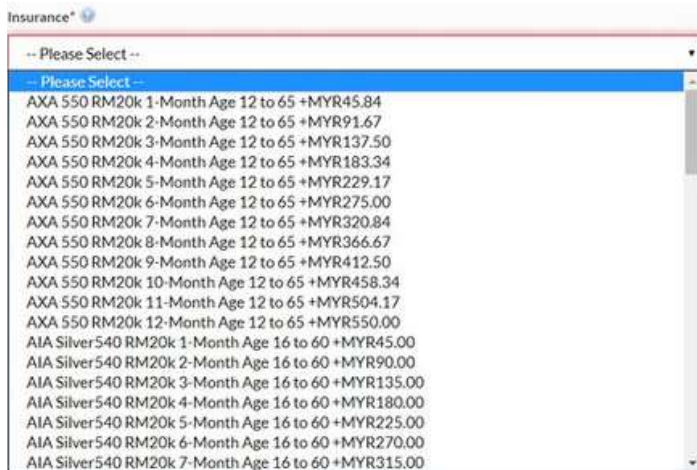 Insurance*
-- Please Select --
-- Please Select --
AXA 550 RM20k 1-Month Age 12 to 65 +MYR45.84
AXA 550 RM20k 2-Month Age 12 to 65 +MYR91.67
AXA 550 RM20k 3-Month Age 12 to 65 +MYR137.50
AXA 550 RM20k 4-Month Age 12 to 65 +MYR183.34
AXA 550 RM20k 5-Month Age 12 to 65 +MYR229.17
AXA 550 RM20k 6-Month Age 12 to 65 +MYR275.00
AXA 550 RM20k 7-Month Age 12 to 65 +MYR320.84
AXA 550 RM20k 8-Month Age 12 to 65 +MYR366.67
AXA 550 RM20k 9-Month Age 12 to 65 +MYR412.50
AXA 550 RM20k 10-Month Age 12 to 65 +MYR458.34
AXA 550 RM20k 11-Month Age 12 to 65 +MYR504.17
AXA 550 RM20k 12-Month Age 12 to 65 +MYR550.00
AIA Silver540 RM20k 1-Month Age 16 to 60 +MYR45.00
AIA Silver540 RM20k 2-Month Age 16 to 60 +MYR90.00
AIA Silver540 RM20k 3-Month Age 16 to 60 +MYR135.00
AIA Silver540 RM20k 4-Month Age 16 to 60 +MYR180.00
AIA Silver540 RM20k 5-Month Age 16 to 60 +MYR225.00
AIA Silver540 RM20k 6-Month Age 16 to 60 +MYR270.00
AIA Silver540 RM20k 7-Month Age 16 to 60 +MYR315.00